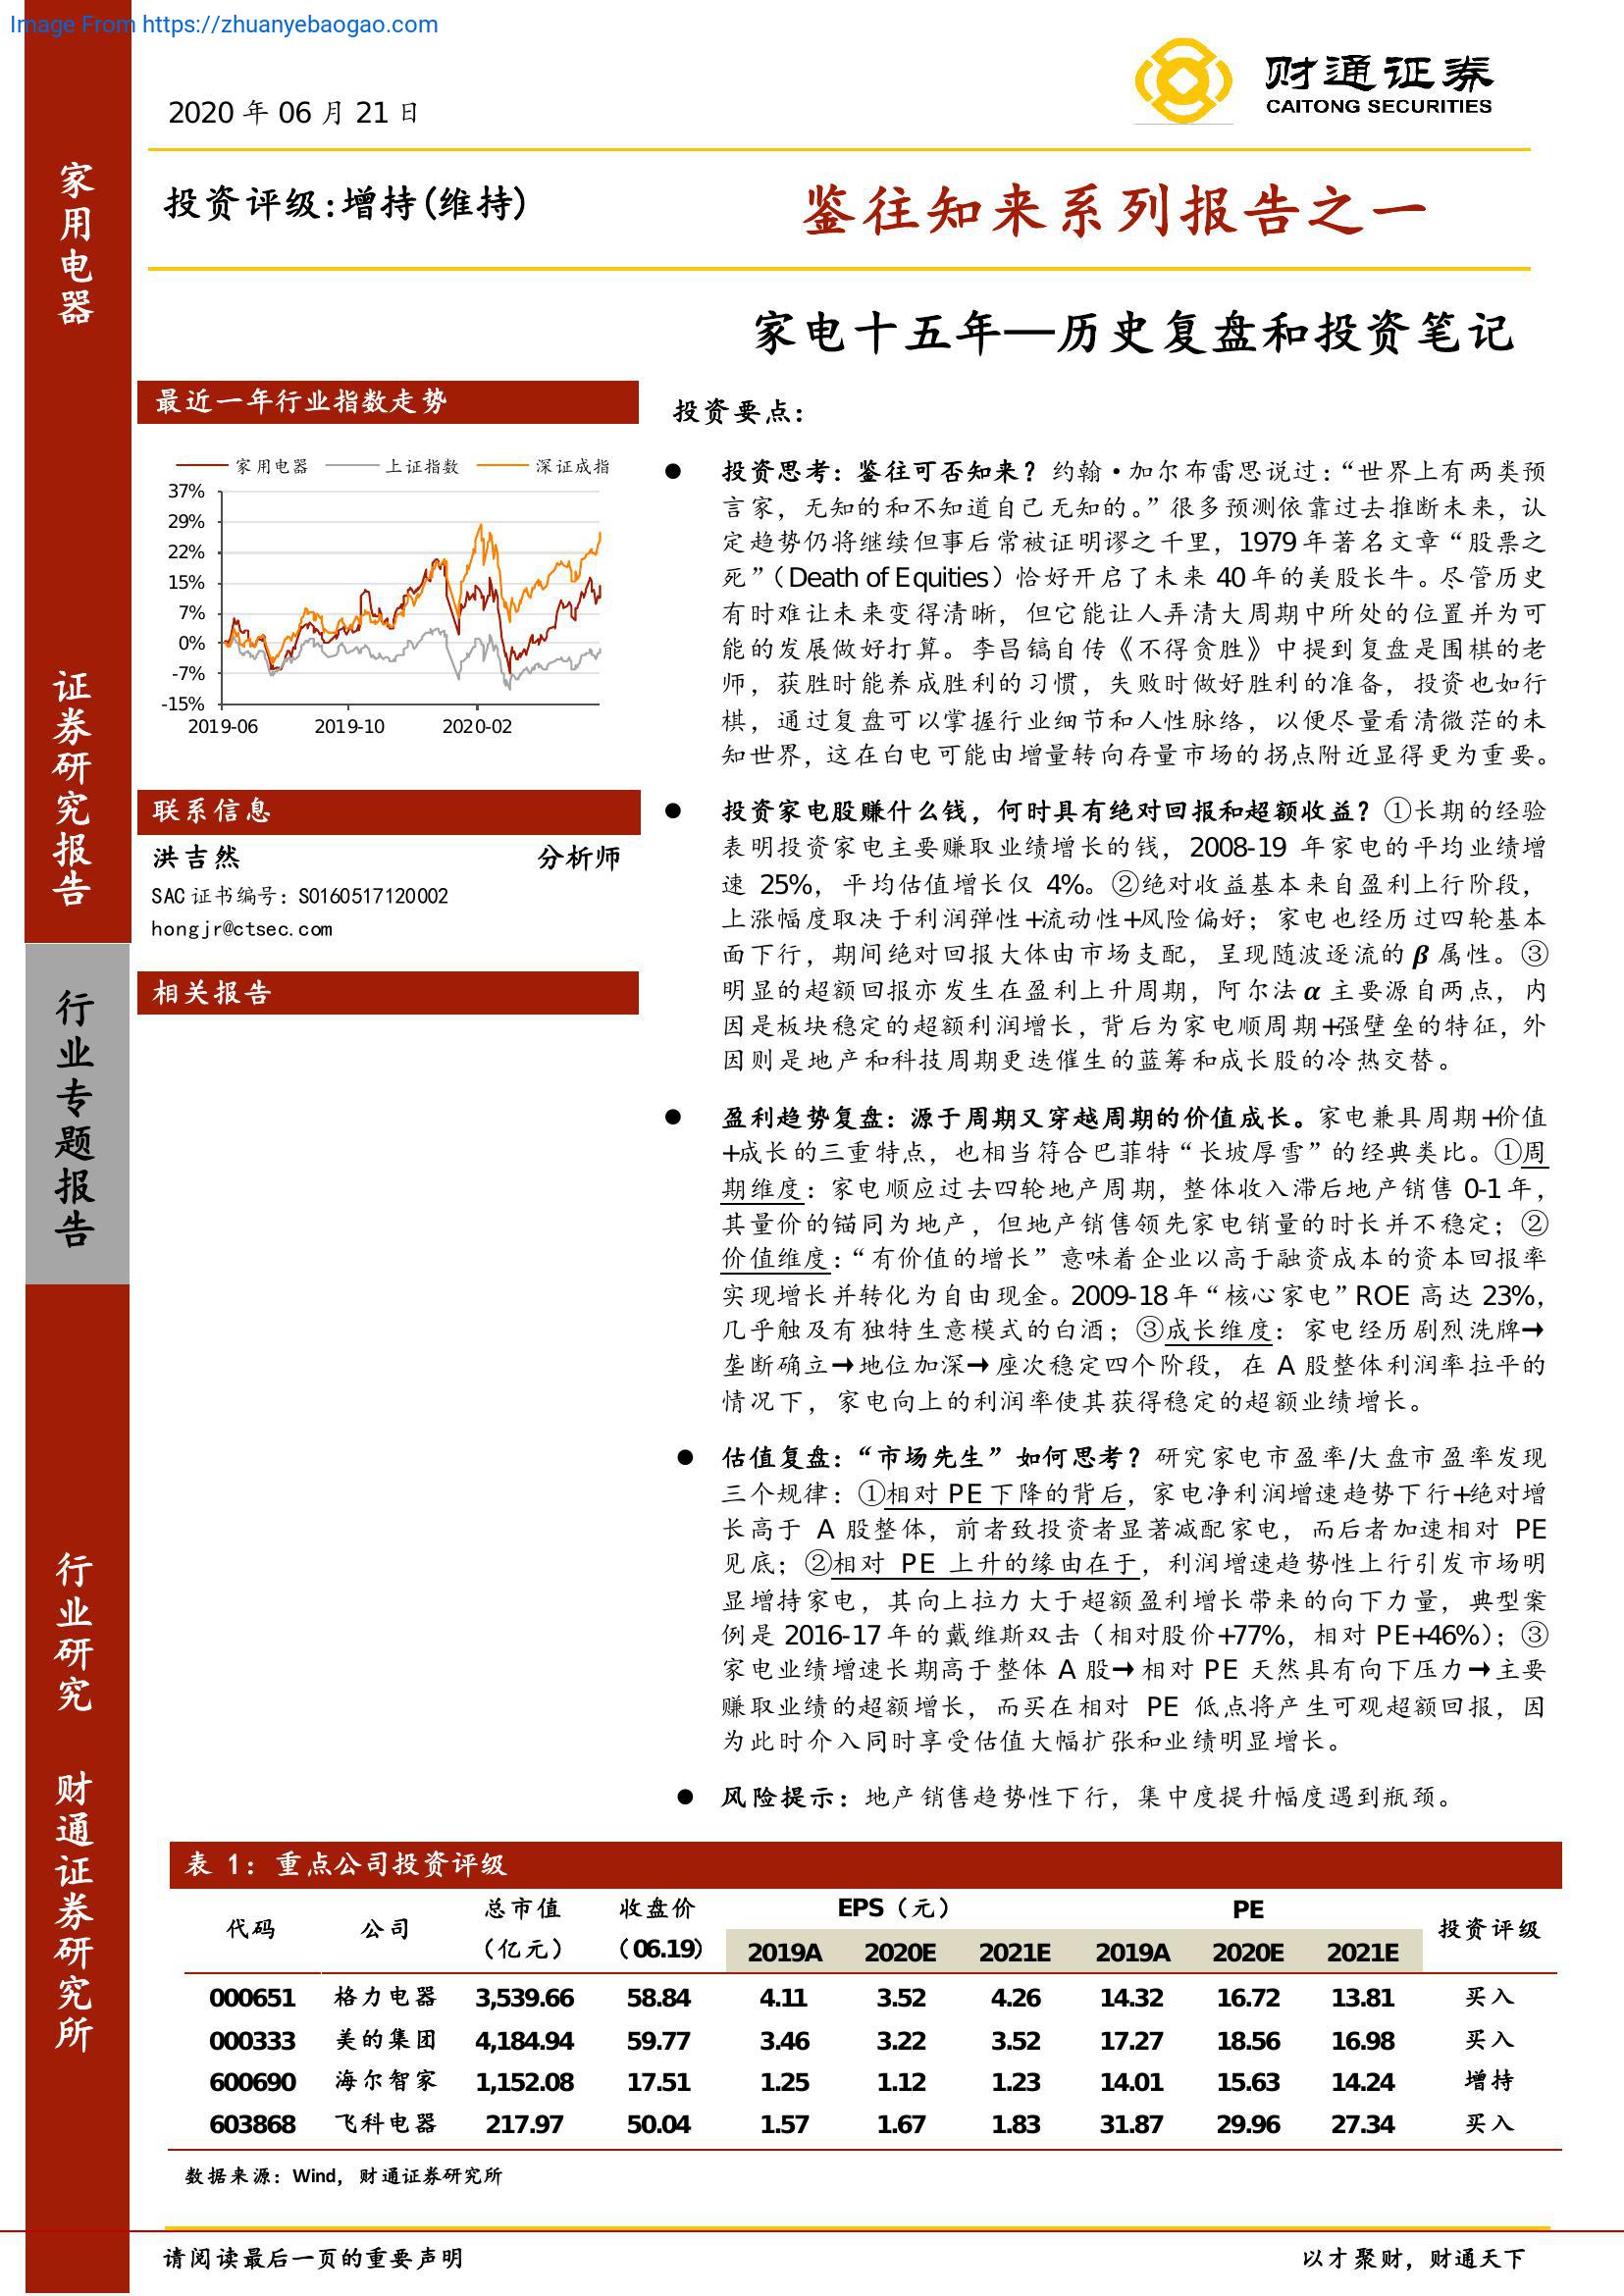 Image From https://zhuanyebaogao.com
财通证券
CAITONG SECURITIES
2020 年 06 月 21 日
投资评级:增持(维持)
鉴往知来系列报告之一
家电十五年—历史复盘和投资笔记
家用电器
证券研究报告
行业专题报告
行业研究
财通证券研究所
最近一年行业指数走势
家用电器 上证指数 深证成指
37%
29%
22%
15%
7%
0%
-7%
-15%
2019-06 2019-10 2020-02
联系信息
洪吉然 分析师
SAC 证书编号：S0160517120002
hongjr@ctsec.com
相关报告
投资要点：
● 投资思考：鉴往可否知来？约翰·加尔布雷思说过：“世界上有两类预
言家，无知的和不知道自己无知的。”很多预测依靠过去推断未来，认
定趋势仍将继续但事后常被证明谬之千里，1979 年著名文章“股票之
死”（Death of Equities）恰好开启了未来 40 年的美股长牛。尽管历史
有时难让未来变得清晰，但它能让人弄清大周期中所处的位置并为可
能的发展做好打算。李昌镐自传《不得贪胜》中提到复盘是围棋的老
师，获胜时能养成胜利的习惯，失败时做好胜利的准备，投资也如行
棋，通过复盘可以掌握行业细节和人性脉络，以便尽量看清微茫的未
知世界，这在白电可能由增量转向存量市场的拐点附近显得更为重要。
● 投资家电股赚什么钱，何时具有绝对回报和超额收益？①长期的经验
表明投资家电主要赚取业绩增长的钱，2008-19 年家电的平均业绩增
速 25%，平均估值增长仅 4%。②绝对收益基本来自盈利上行阶段，
上涨幅度取决于利润弹性+流动性+风险偏好；家电也经历过四轮基本
面下行，期间绝对回报大体由市场支配，呈现随波逐流的 β 属性。③
明显的超额回报亦发生在盈利上升周期，阿尔法 α 主要源自两点，内
因是板块稳定的超额利润增长，背后为家电顺周期+强壁垒的特征，外
因则是地产和科技周期更迭催生的蓝筹和成长股的冷热交替。
● 盈利趋势复盘：源于周期又穿越周期的价值成长。家电兼具周期+价值
+成长的三重特点，也相当符合巴菲特“长坡厚雪”的经典类比。①周
期维度：家电顺应过去四轮地产周期，整体收入滞后地产销售 0-1 年，
其量价的锚同为地产，但地产销售领先家电销量的时长并不稳定；②
价值维度：“有价值的增长”意味着企业以高于融资成本的资本回报率
实现增长并转化为自由现金。2009-18 年“核心家电”ROE 高达 23%，
几乎触及有独特生意模式的白酒；③成长维度：家电经历剧烈洗牌→
垄断确立→地位加深→座次稳定四个阶段，在 A 股整体利润率拉平的
情况下，家电向上的利润率使其获得稳定的超额业绩增长。
● 估值复盘：“市场先生”如何思考？研究家电市盈率/大盘市盈率发现
三个规律：①相对 PE 下降的背后，家电净利润增速趋势下行+绝对增
长高于 A 股整体，前者致投资者显著减配家电，而后者加速相对 PE
见底；②相对 PE 上升的缘由在于，利润增速趋势性上行引发市场明
显增持家电，其向上拉力大于超额盈利增长带来的向下力量，典型案
例是 2016-17 年的戴维斯双击（相对股价+77%，相对 PE+46%）；③
家电业绩增速长期高于整体 A 股→相对 PE 天然具有向下压力→主要
赚取业绩的超额增长，而买在相对 PE 低点将产生可观超额回报，因
为此时介入同时享受估值大幅扩张和业绩明显增长。
● 风险提示：地产销售趋势性下行，集中度提升幅度遇到瓶颈。
表 1：重点公司投资评级
代码 公司 总市值（亿元） 收盘价（06.19） EPS（元） PE 投资评级
2019A 2020E 2021E 2019A 2020E 2021E
000651 格力电器 3,539.66 58.84 4.11 3.52 4.26 14.32 16.72 13.81 买入
000333 美的集团 4,184.94 59.77 3.46 3.22 3.52 17.27 18.56 16.98 买入
600690 海尔智家 1,152.08 17.51 1.25 1.12 1.23 14.01 15.63 14.24 增持
603868 飞科电器 217.97 50.04 1.57 1.67 1.83 31.87 29.96 27.34 买入
数据来源：Wind，财通证券研究所
请阅读最后一页的重要声明 以才聚财，财通天下